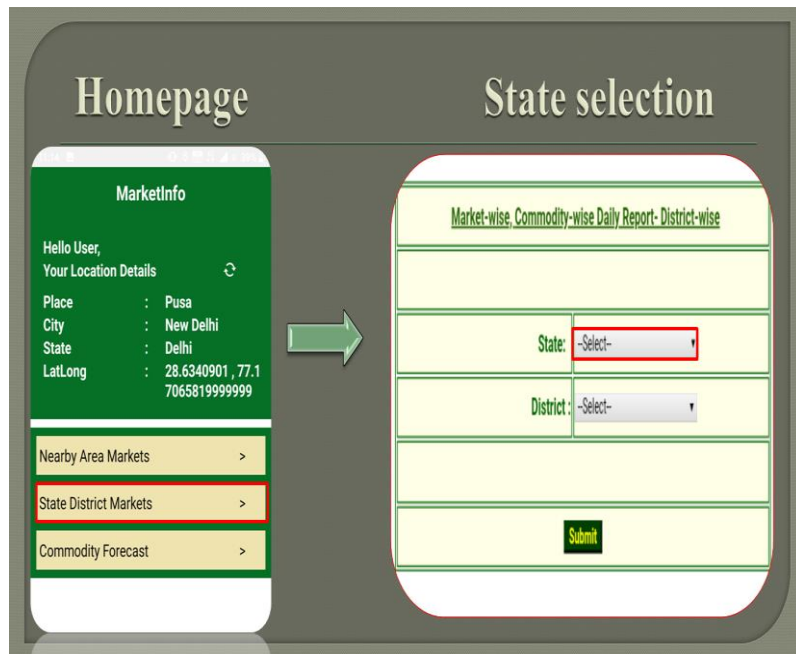 Homepage
State selection
MarketInfo
Hello User,
Your Location Details
Place : Pusa
City : New Delhi
State : Delhi
LatLong : 28.6340901 , 77.1
7065819999999
Nearby Area Markets >
State District Markets >
Commodity Forecast >
Market-wise, Commodity-wise Daily Report- District-wise
State: --Select--
District : --Select--
Submit